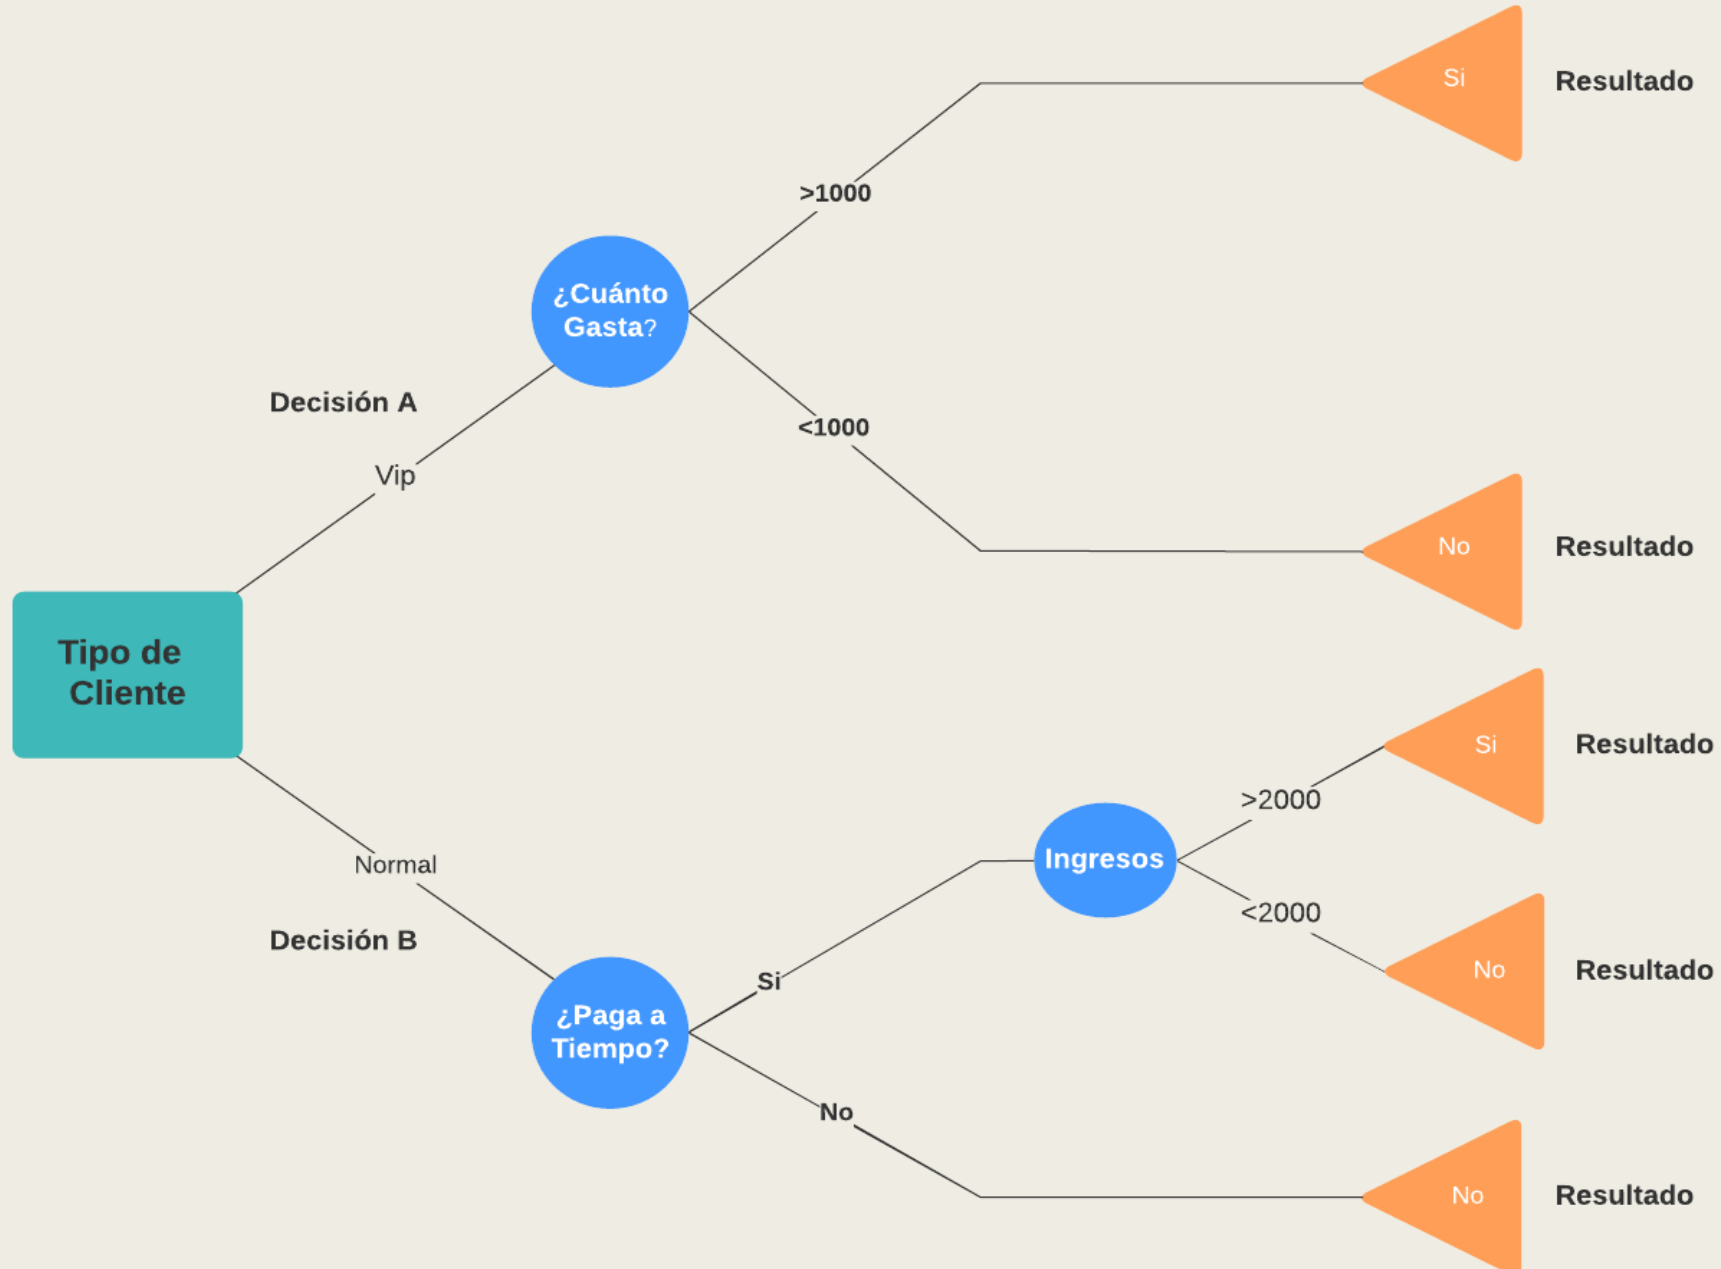 Si
Resultado
>1000
¿Cuánto
Gasta?
Decisión A
<1000
Vip
No
Resultado
Tipo de
Cliente
Si
Resultado
>2000
Ingresos
Normal
<2000
Decisión B
No
Resultado
Si
¿Paga a
Tiempo?
No
No
Resultado